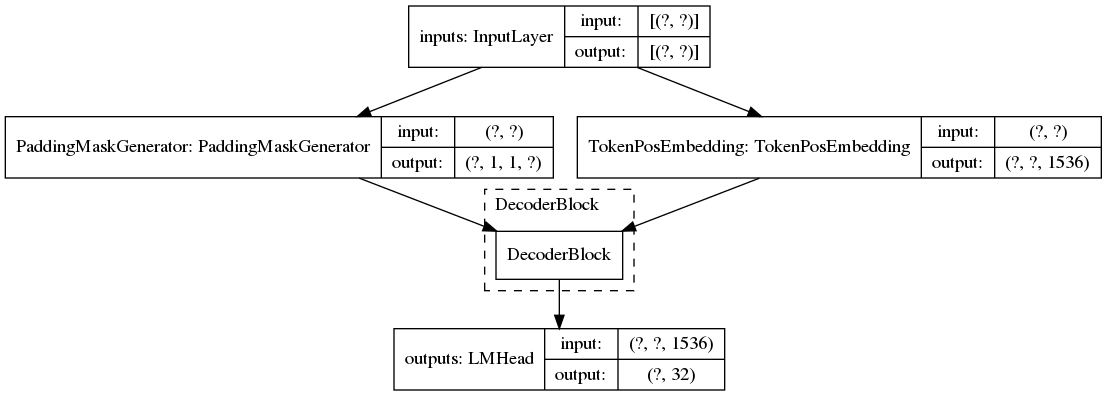 inputs: InputLayer
input: [(?, ?)]
output: [(?, ?)]
PaddingMaskGenerator: PaddingMaskGenerator
input: (?, ?)
output: (?, 1, 1, ?)
TokenPosEmbedding: TokenPosEmbedding
input: (?, ?)
output: (?, ?, 1536)
DecoderBlock
DecoderBlock
outputs: LMHead
input: (?, ?, 1536)
output: (?, 32)